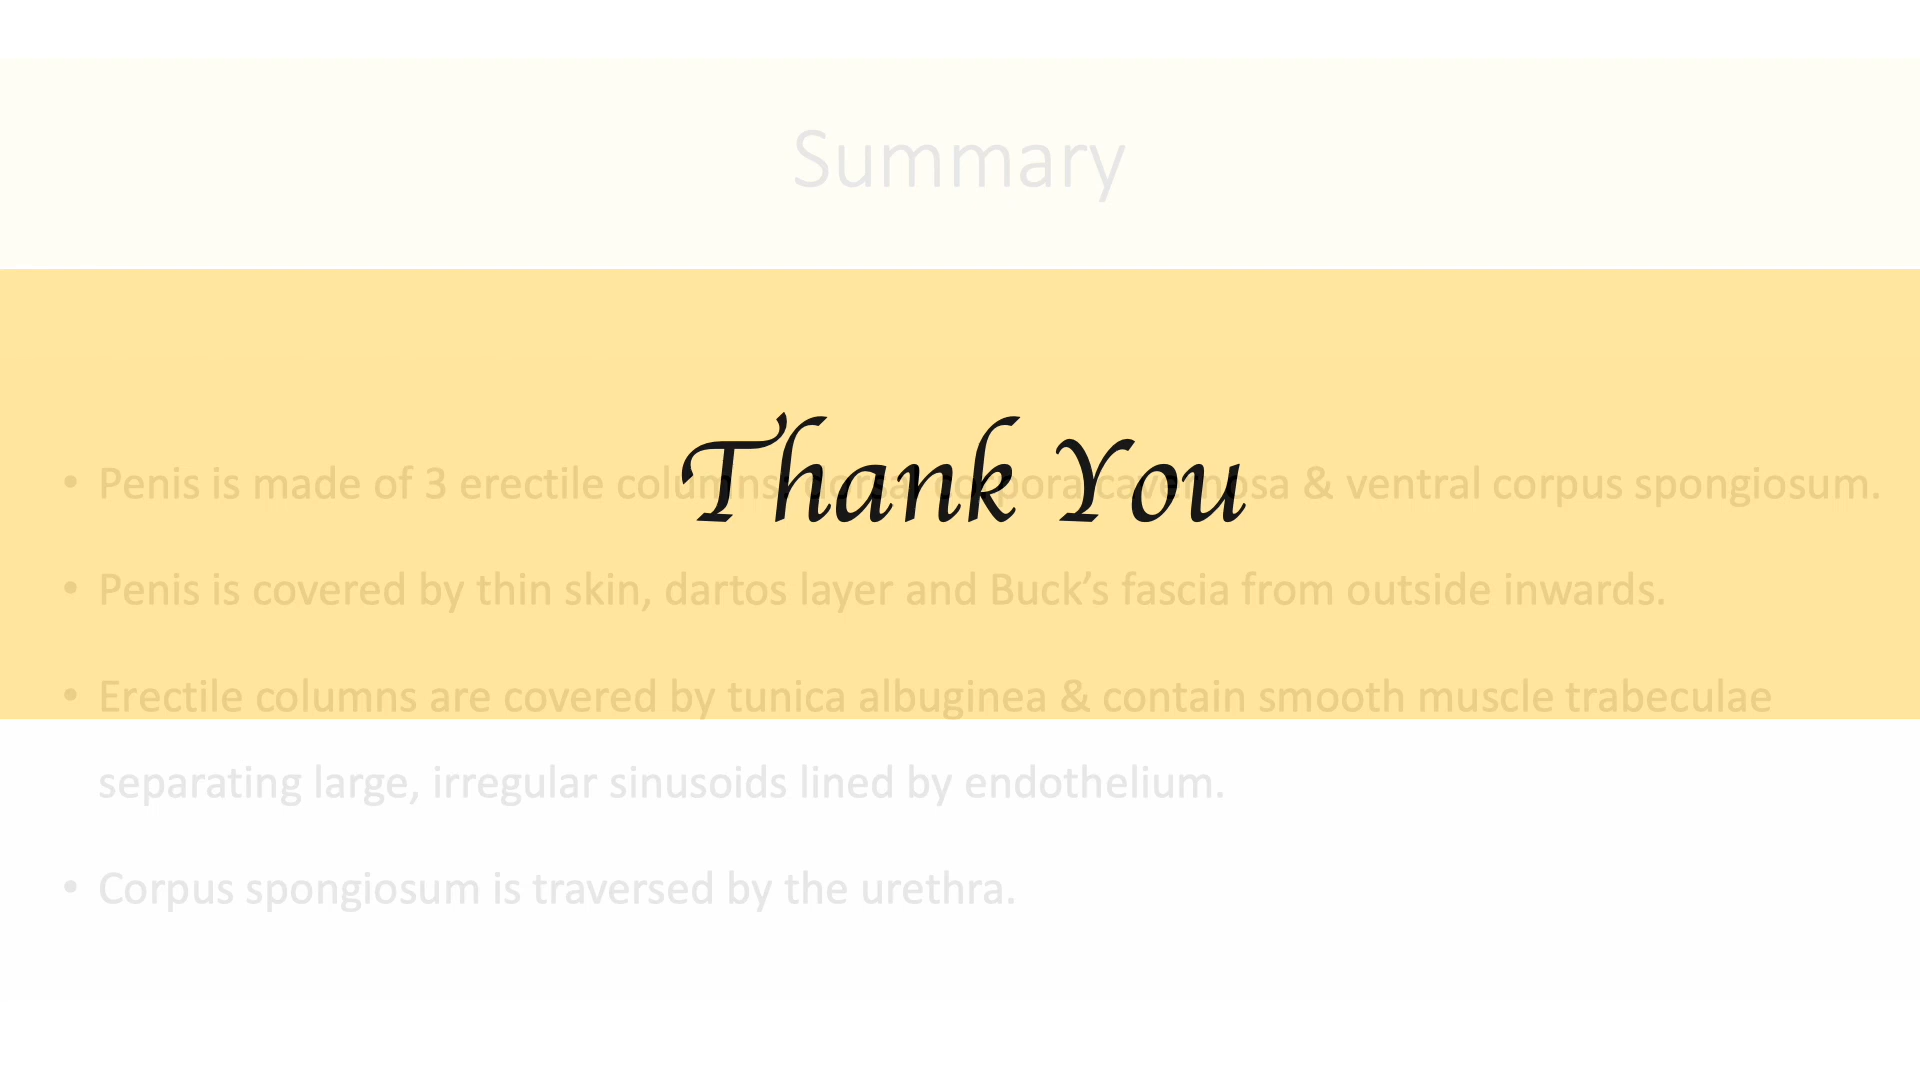 Summary
Thank You
• Penis is made of 3 erectile columns, corpora cavernosa & ventral corpus spongiosum.
• Penis is covered by thin skin, dartos layer and Buck’s fascia from outside inwards.
• Erectile columns are covered by tunica albuginea & contain smooth muscle trabeculae
separating large, irregular sinusoids lined by endothelium.
• Corpus spongiosum is traversed by the urethra.